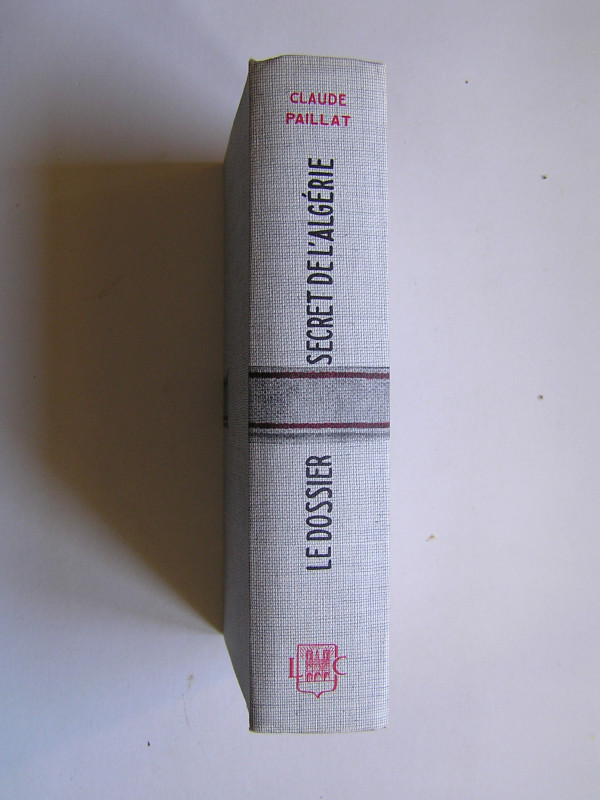 CLAUDE
PAILLAT
LE DOSSIER SECRET DE L'ALGÉRIE
L C